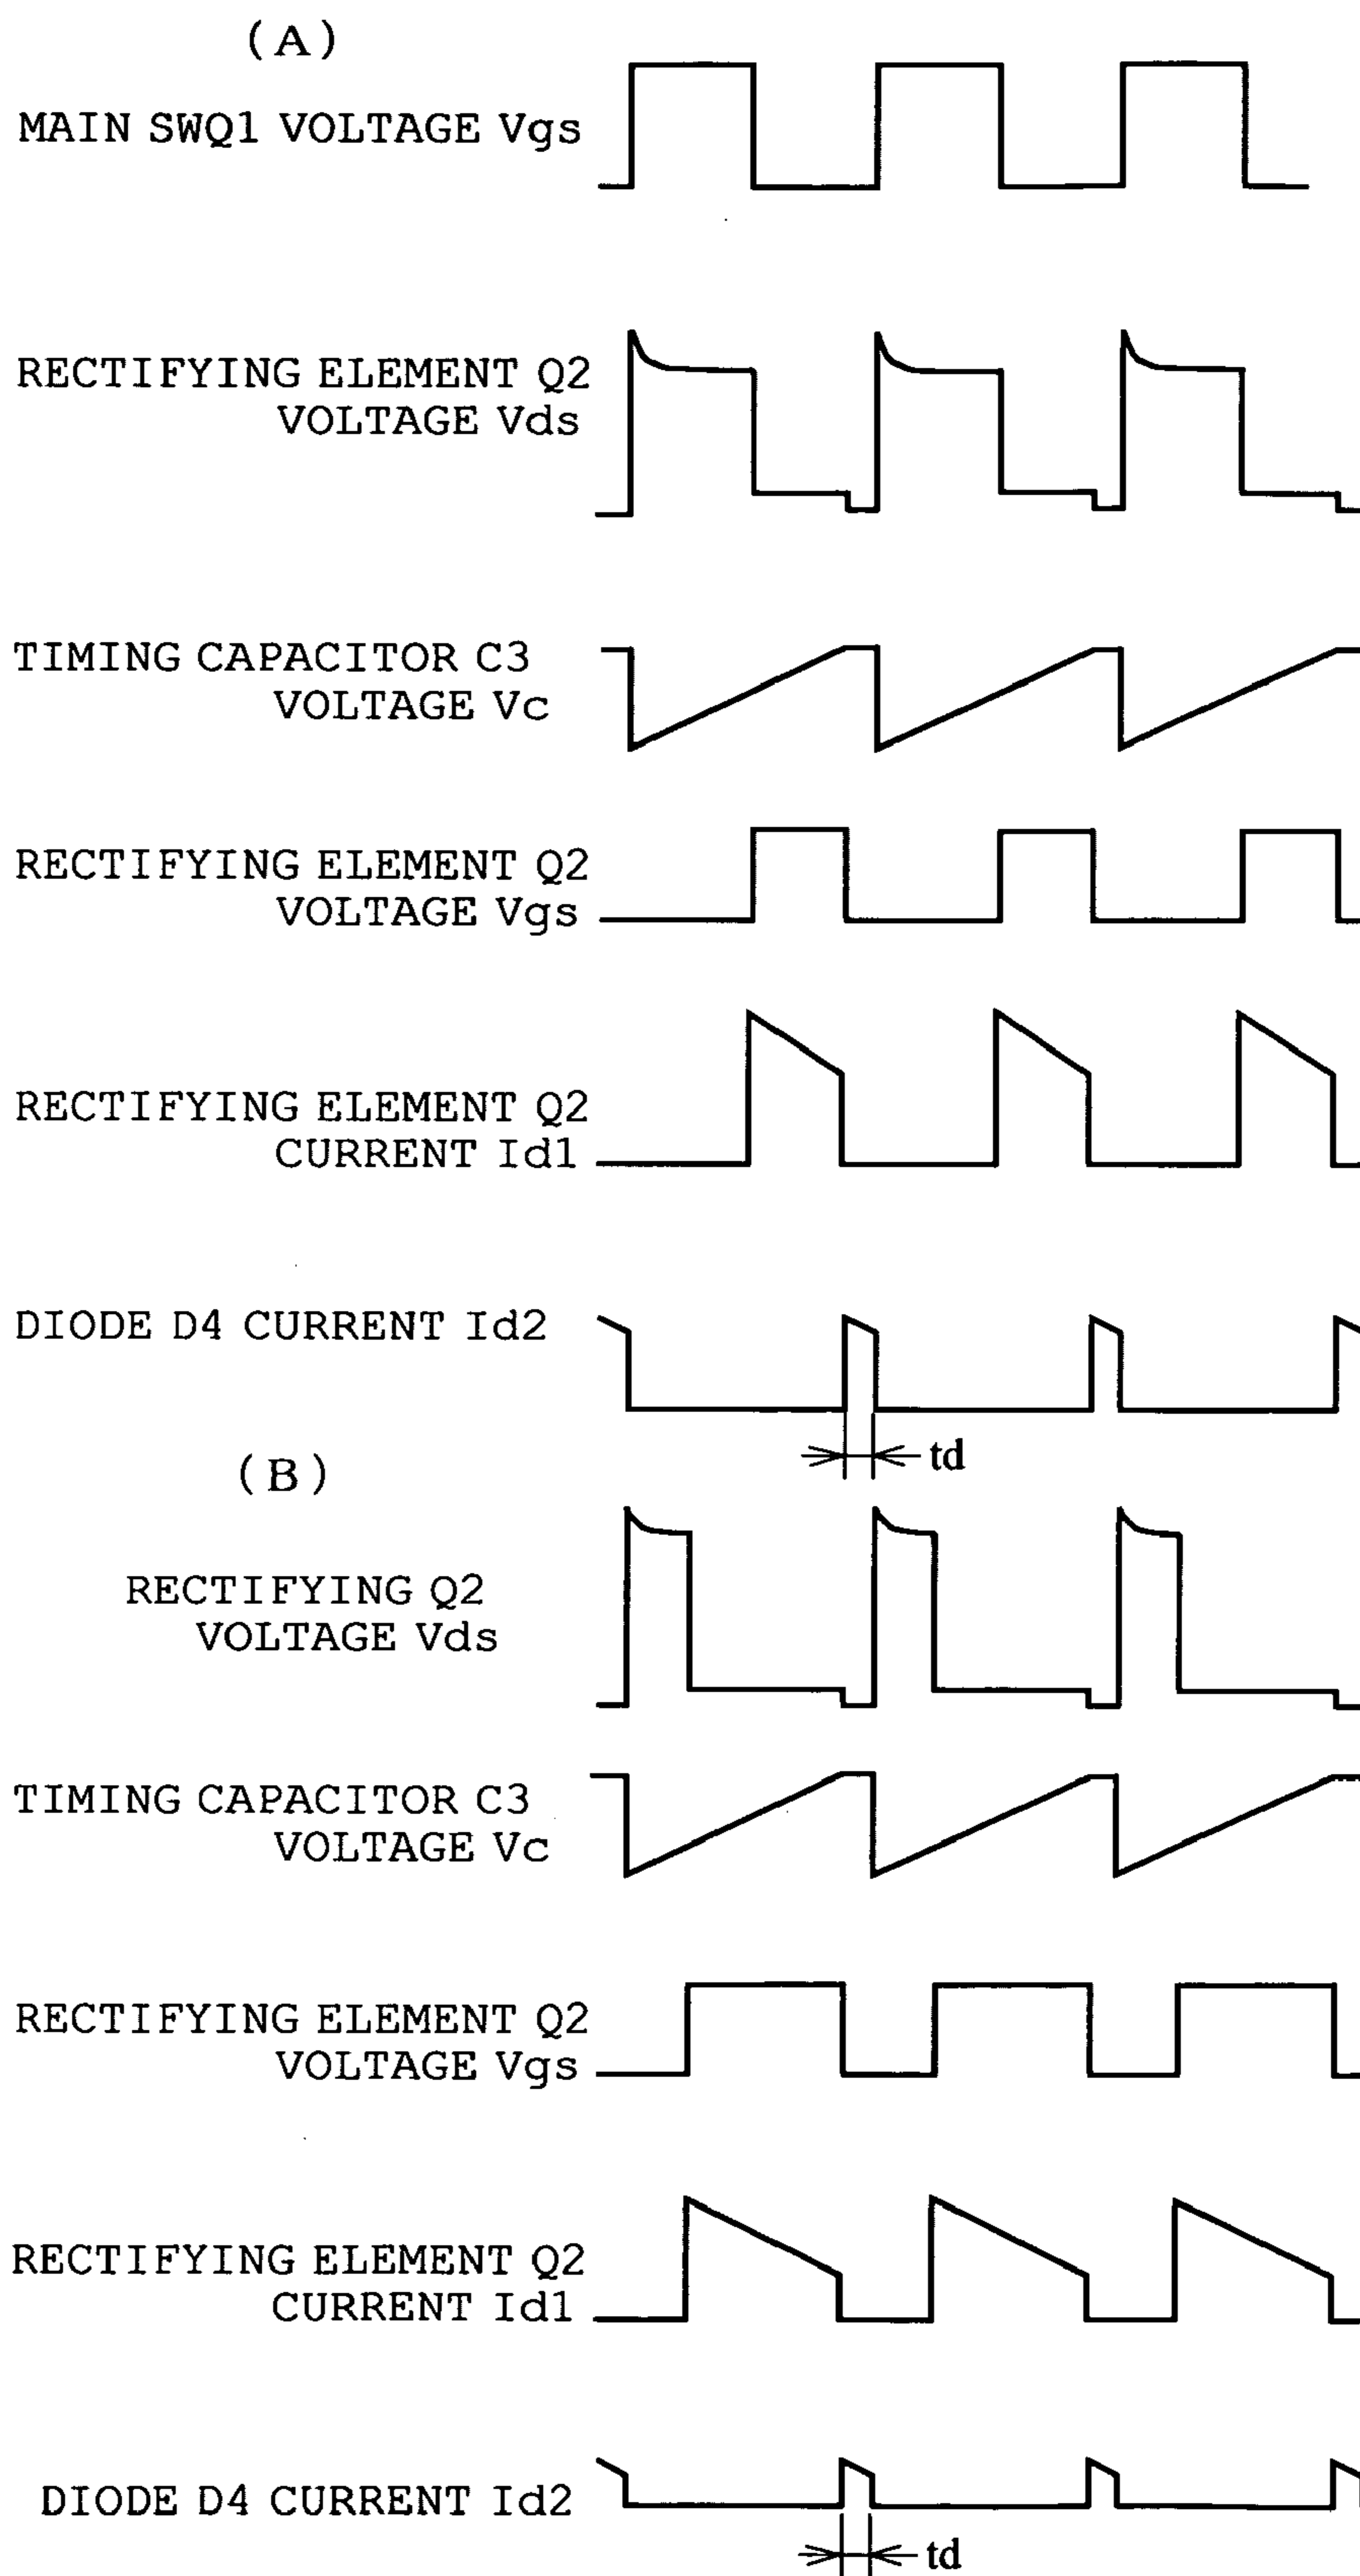 (A)
MAIN SWQ1 VOLTAGE Vgs
RECTIFYING ELEMENT Q2
VOLTAGE Vds
TIMING CAPACITOR C3
VOLTAGE Vc
RECTIFYING ELEMENT Q2
VOLTAGE Vgs
RECTIFYING ELEMENT Q2
CURRENT Id1
DIODE D4 CURRENT Id2
td
(B)
RECTIFYING Q2
VOLTAGE Vds
TIMING CAPACITOR C3
VOLTAGE Vc
RECTIFYING ELEMENT Q2
VOLTAGE Vgs
RECTIFYING ELEMENT Q2
CURRENT Id1
DIODE D4 CURRENT Id2
td